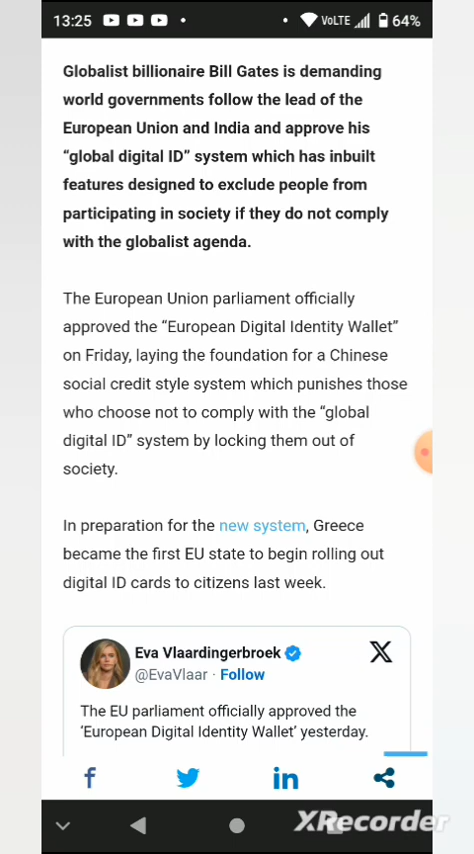 13:25 VoLTE 64%
Globalist billionaire Bill Gates is demanding
world governments follow the lead of the
European Union and India and approve his
“global digital ID” system which has inbuilt
features designed to exclude people from
participating in society if they do not comply
with the globalist agenda.
The European Union parliament officially
approved the “European Digital Identity Wallet”
on Friday, laying the foundation for a Chinese
social credit style system which punishes those
who choose not to comply with the “global
digital ID” system by locking them out of
society.
In preparation for the new system, Greece
became the first EU state to begin rolling out
digital ID cards to citizens last week.
Eva Vlaardingerbroek
@EvaVlaar · Follow
The EU parliament officially approved the
‘European Digital Identity Wallet’ yesterday.
XRecorder